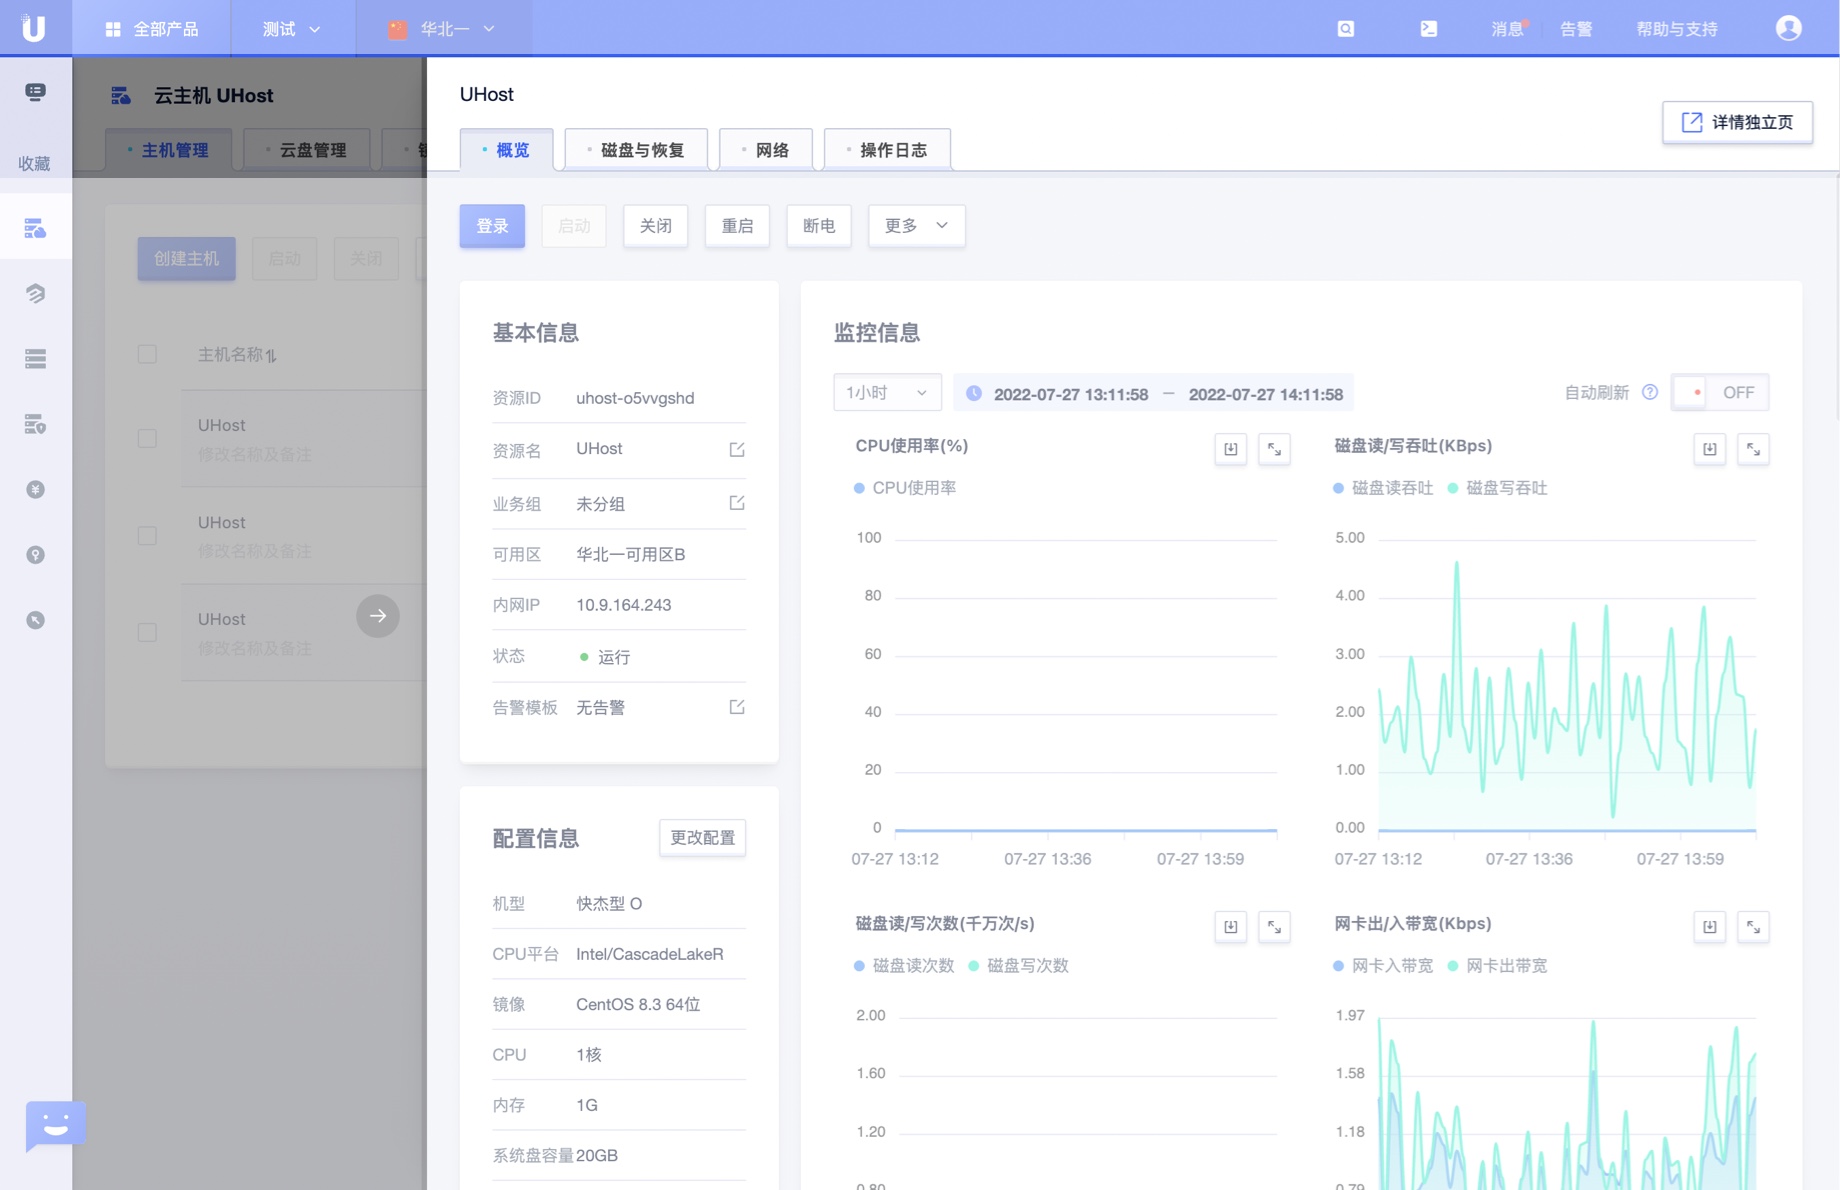 U
全部产品
测试
华北一
消息
告警
帮助与支持
收藏
云主机 UHost
主机管理
云盘管理
创建主机
启动
关闭
主机名称
UHost
修改名称及备注
UHost
修改名称及备注
UHost
修改名称及备注
UHost
详情独立页
概览
磁盘与恢复
网络
操作日志
登录
启动
关闭
重启
断电
更多
基本信息
资源ID uhost-o5vvgshd
资源名 UHost
业务组 未分组
可用区 华北一可用区B
内网IP 10.9.164.243
状态 运行
告警模板 无告警
配置信息
更改配置
机型 快杰型 O
CPU平台 Intel/CascadeLakeR
镜像 CentOS 8.3 64位
CPU 1核
内存 1G
系统盘容量 20GB
监控信息
1小时
2022-07-27 13:11:58 — 2022-07-27 14:11:58
自动刷新
OFF
CPU使用率(%)
CPU使用率
100
80
60
40
20
0
07-27 13:12 07-27 13:36 07-27 13:59
磁盘读/写吞吐(KBps)
磁盘读吞吐 磁盘写吞吐
5.00
4.00
3.00
2.00
1.00
0.00
07-27 13:12 07-27 13:36 07-27 13:59
磁盘读/写次数(千万次/s)
磁盘读次数 磁盘写次数
2.00
1.60
1.20
0.80
网卡出/入带宽(Kbps)
网卡入带宽 网卡出带宽
1.97
1.58
1.18
0.79